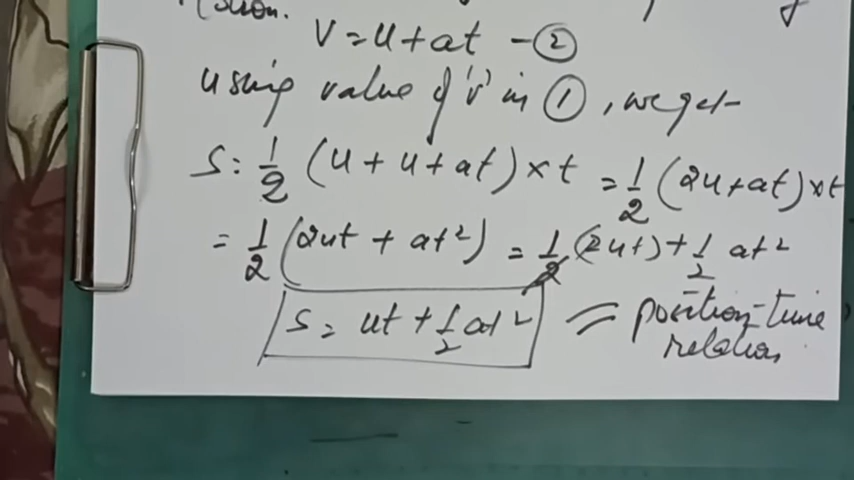 Motion.
V = u + at - ②
using value of 'v' in ①, we get-
S = 1/2 (u + u + at) × t = 1/2 (2u + at) × t
= 1/2 (2ut + at²) = 1/2 (2ut) + 1/2 at²
S = ut + 1/2 at² = position-time relation